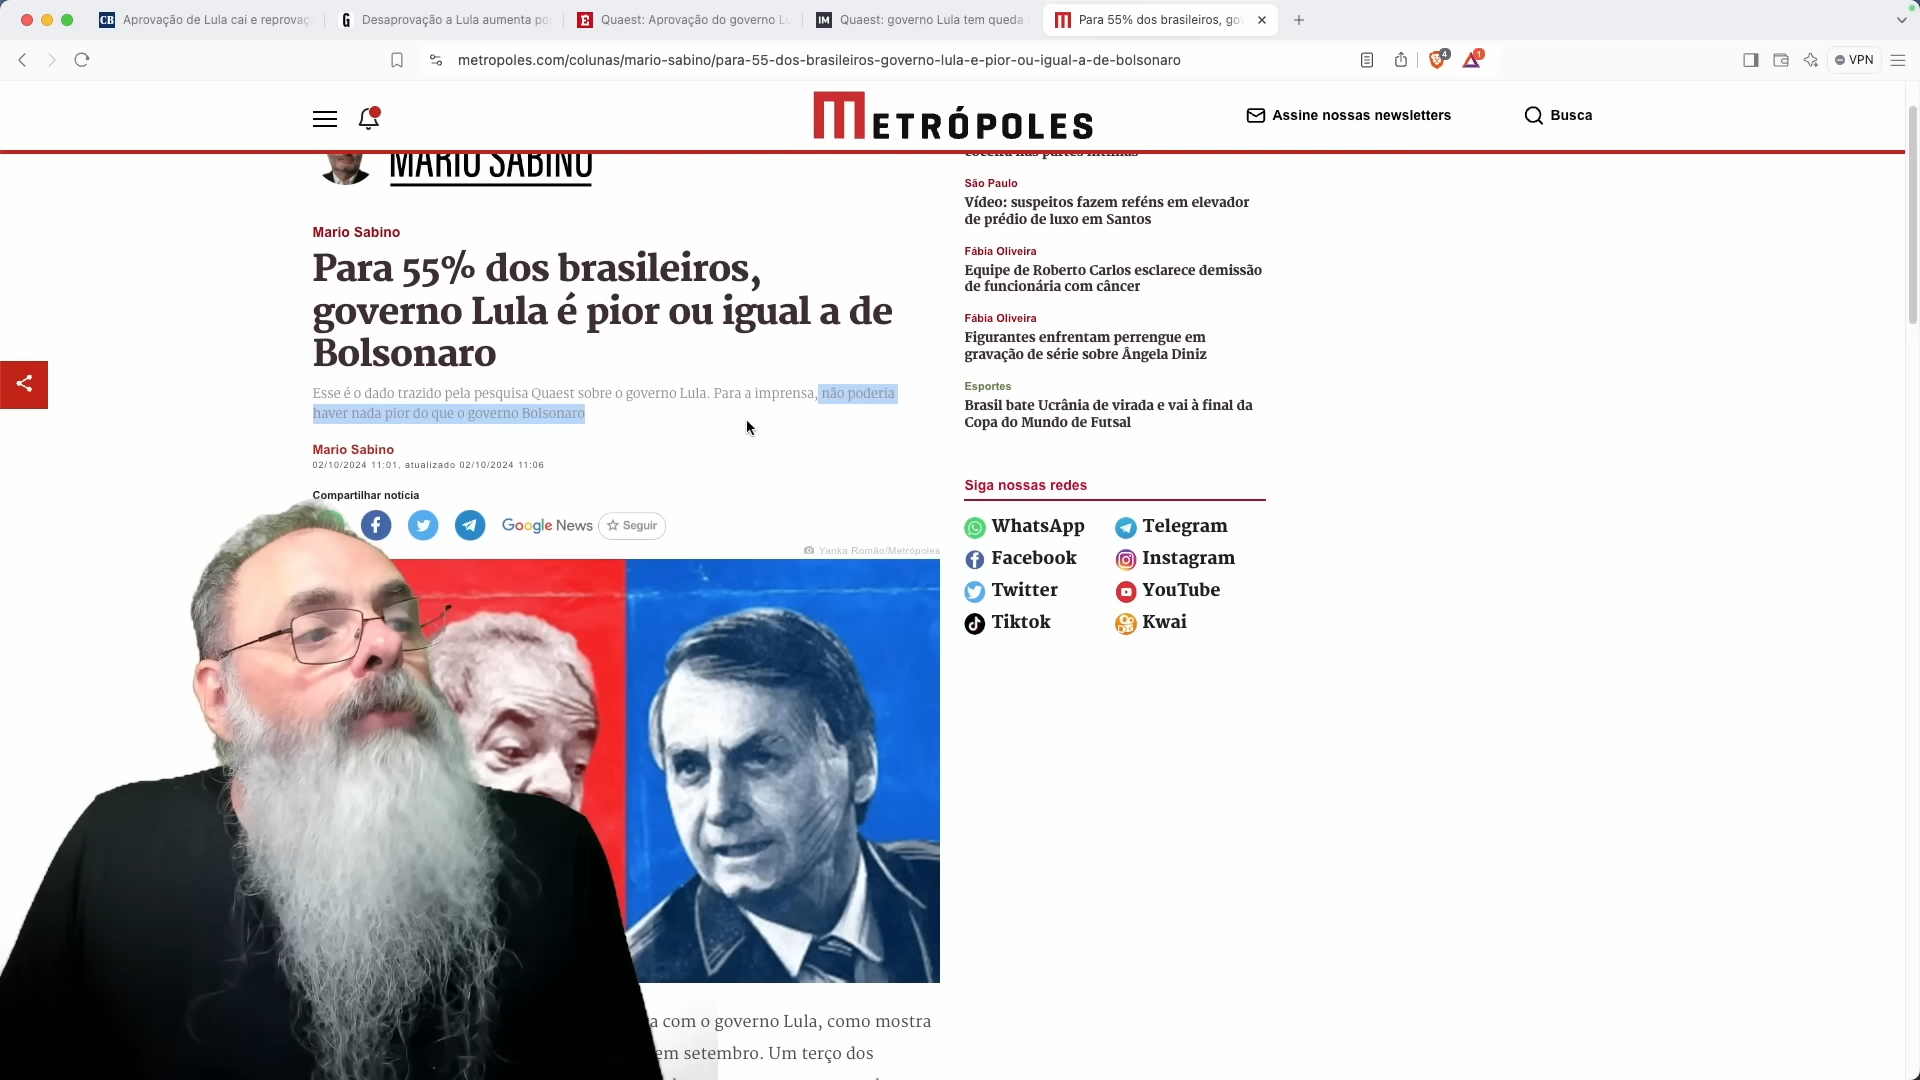 Aprovação de Lula cai e reprovaç
Desaprovação a Lula aumenta po
Quaest: Aprovação do governo L
Quaest: governo Lula tem queda
Para 55% dos brasileiros, go
metropoles.com/colunas/mario-sabino/para-55-dos-brasileiros-governo-lula-e-pior-ou-igual-a-de-bolsonaro
4
1
VPN
METRÓPOLES
Assine nossas newsletters
Busca
MARIO SABINO
Mario Sabino
Para 55% dos brasileiros,
governo Lula é pior ou igual a de
Bolsonaro
Esse é o dado trazido pela pesquisa Quaest sobre o governo Lula. Para a imprensa, não poderia
haver nada pior do que o governo Bolsonaro
Mario Sabino
02/10/2024 11:01, atualizado 02/10/2024 11:06
Compartilhar notícia
Google News
Seguir
Yanka Romão/Metrópoles
a com o governo Lula, como mostra
em setembro. Um terço dos
coceira nas partes íntimas
São Paulo
Vídeo: suspeitos fazem reféns em elevador
de prédio de luxo em Santos
Fábia Oliveira
Equipe de Roberto Carlos esclarece demissão
de funcionária com câncer
Fábia Oliveira
Figurantes enfrentam perrengue em
gravação de série sobre Ângela Diniz
Esportes
Brasil bate Ucrânia de virada e vai à final da
Copa do Mundo de Futsal
Siga nossas redes
WhatsApp
Telegram
Facebook
Instagram
Twitter
YouTube
Tiktok
Kwai